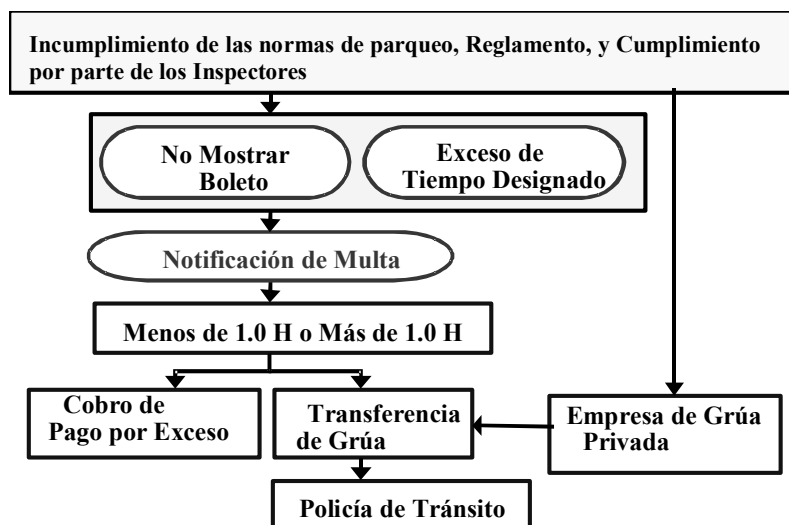 Incumplimiento de las normas de parqueo, Reglamento, y Cumplimiento
por parte de los Inspectores
No Mostrar
Boleto
Exceso de
Tiempo Designado
Notificación de Multa
Menos de 1.0 H o Más de 1.0 H
Cobro de
Pago por Exceso
Transferencia
de Grúa
Empresa de Grúa
Privada
Policía de Tránsito